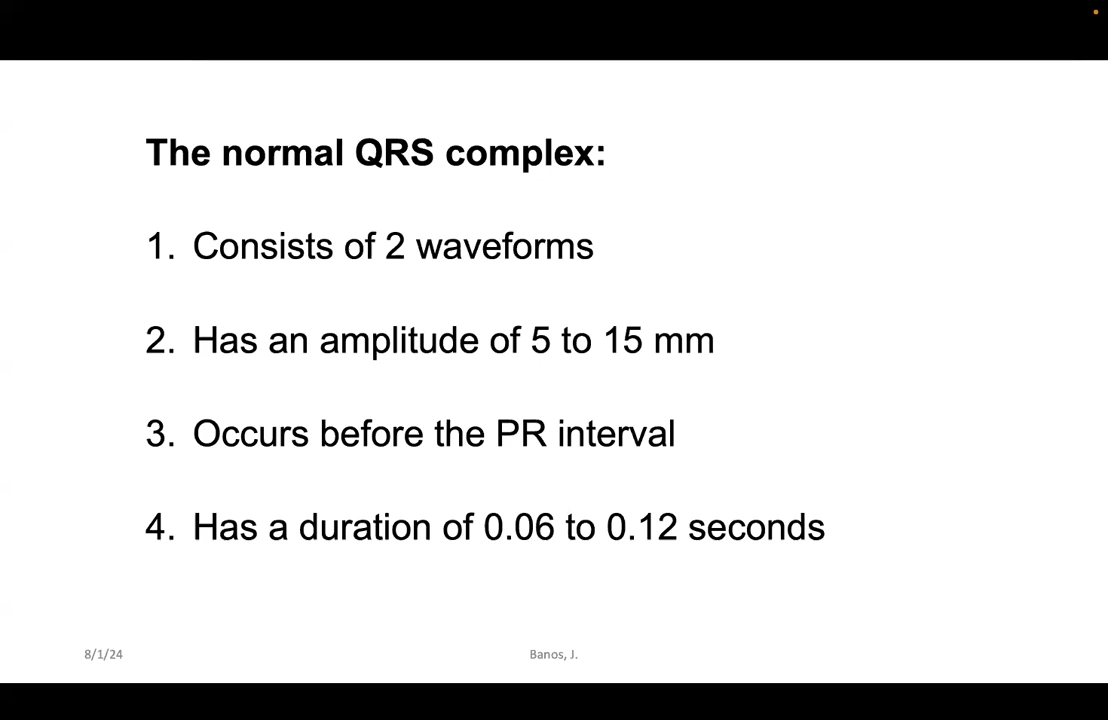 The normal QRS complex:
1. Consists of 2 waveforms
2. Has an amplitude of 5 to 15 mm
3. Occurs before the PR interval
4. Has a duration of 0.06 to 0.12 seconds
8/1/24
Banos, J.